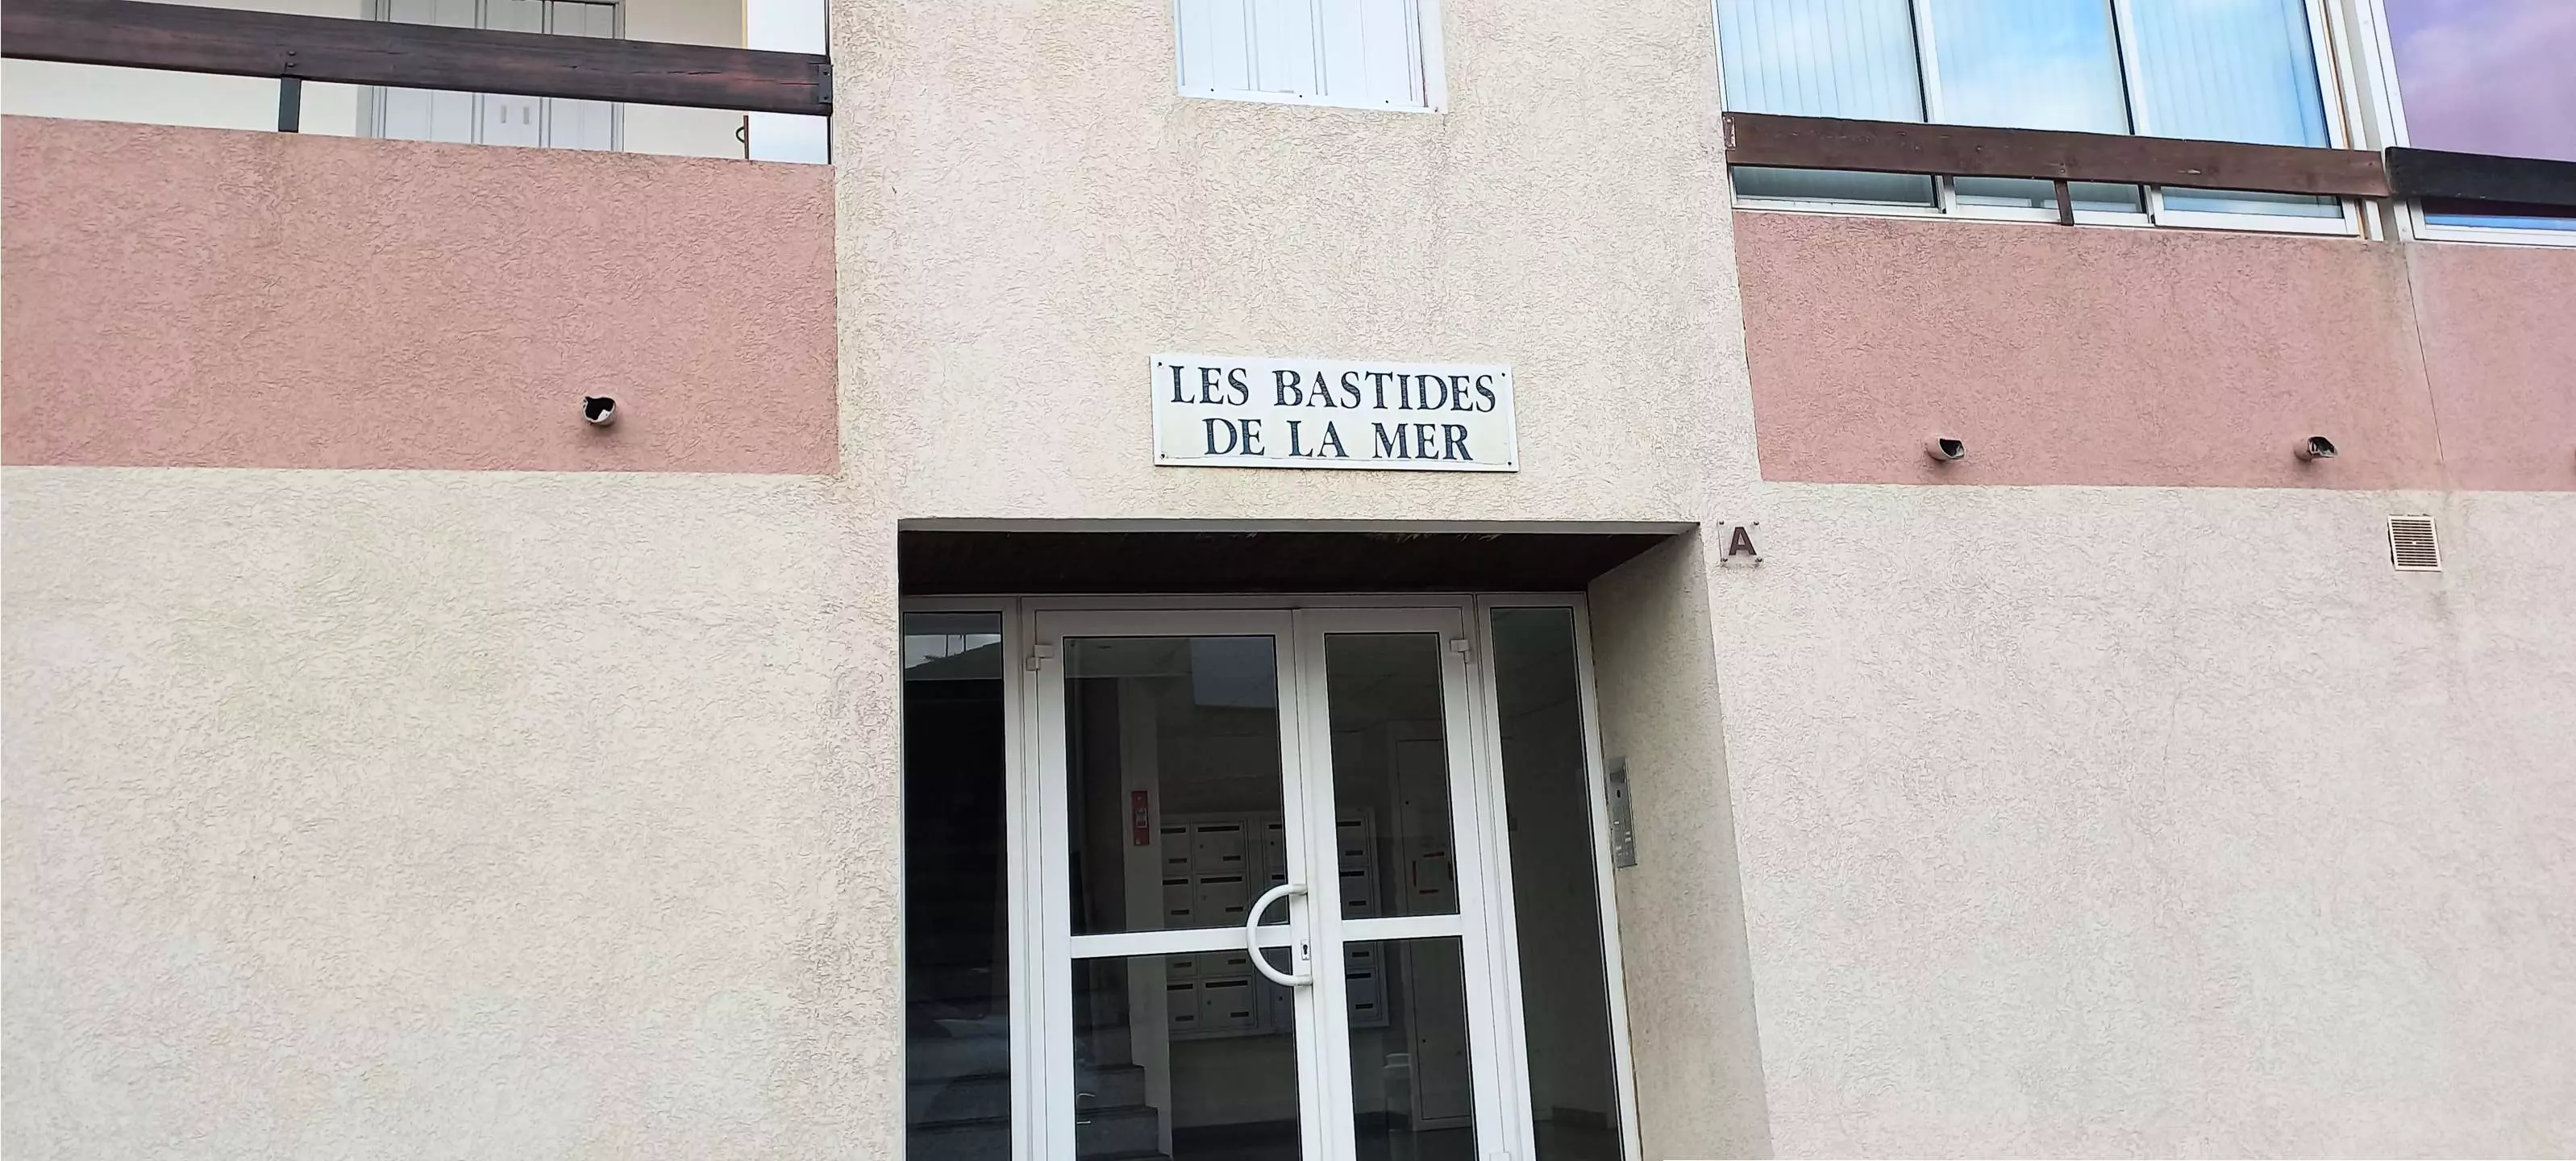 LES BASTIDES
DE LA MER
A